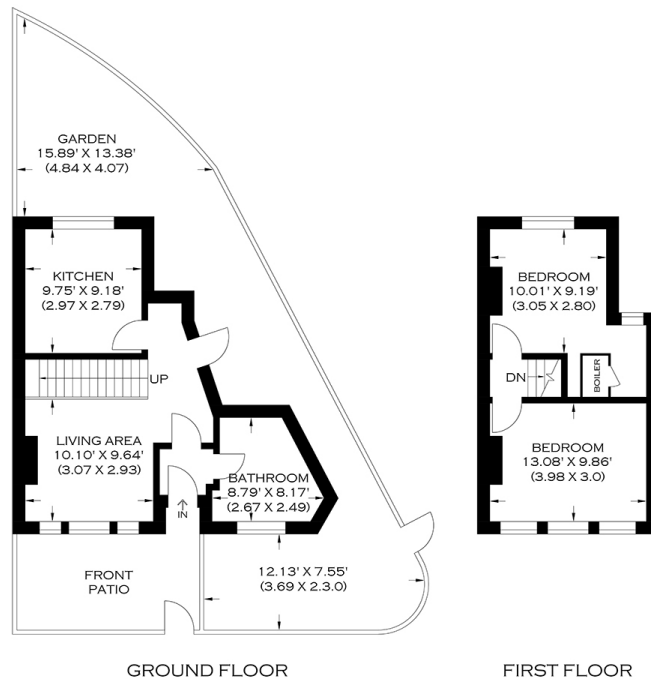 GARDEN
15.89' X 13.38'
(4.84 X 4.07)
KITCHEN
9.75' X 9.18'
(2.97 X 2.79)
UP
LIVING AREA
10.10' X 9.64'
(3.07 X 2.93)
BATHROOM
8.79' X 8.17'
(2.67 X 2.49)
IN
FRONT
PATIO
12.13' X 7.55'
(3.69 X 2.3.0)
GROUND FLOOR
BEDROOM
10.01' X 9.19'
(3.05 X 2.80)
DN
BOILER
BEDROOM
13.08' X 9.86'
(3.98 X 3.0)
FIRST FLOOR